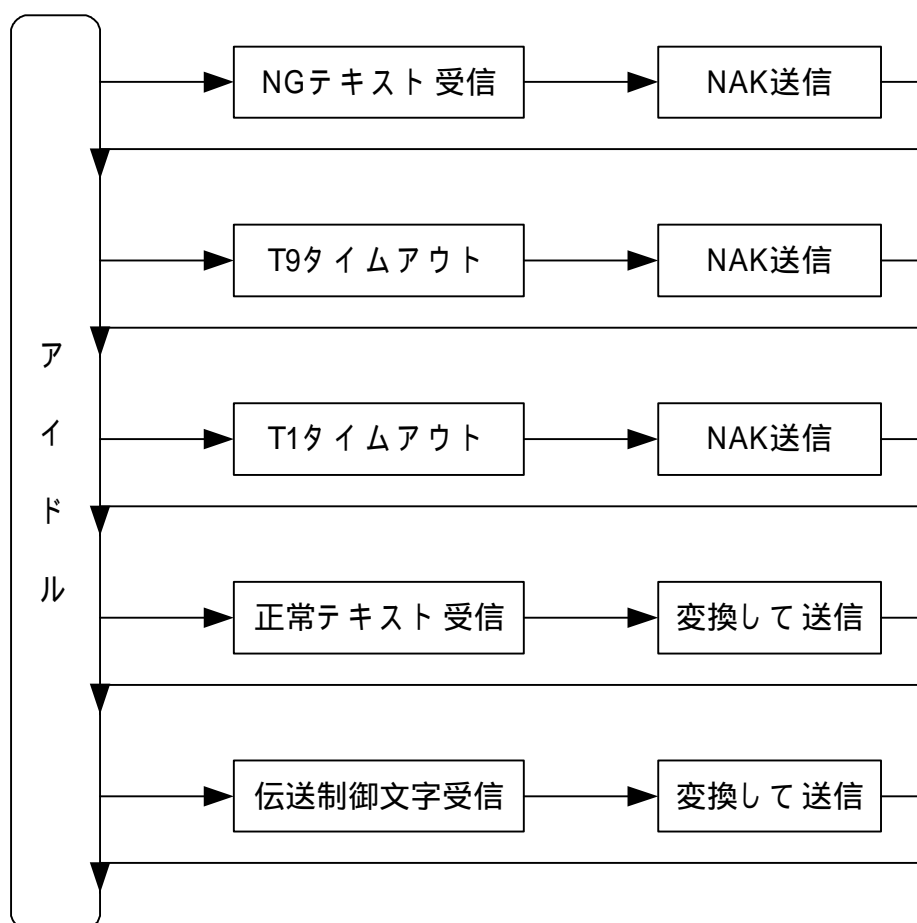 NGテキスト受信
NAK送信
T9タイムアウト
NAK送信
アイドル
T1タイムアウト
NAK送信
正常テキスト受信
変換して送信
伝送制御文字受信
変換して送信